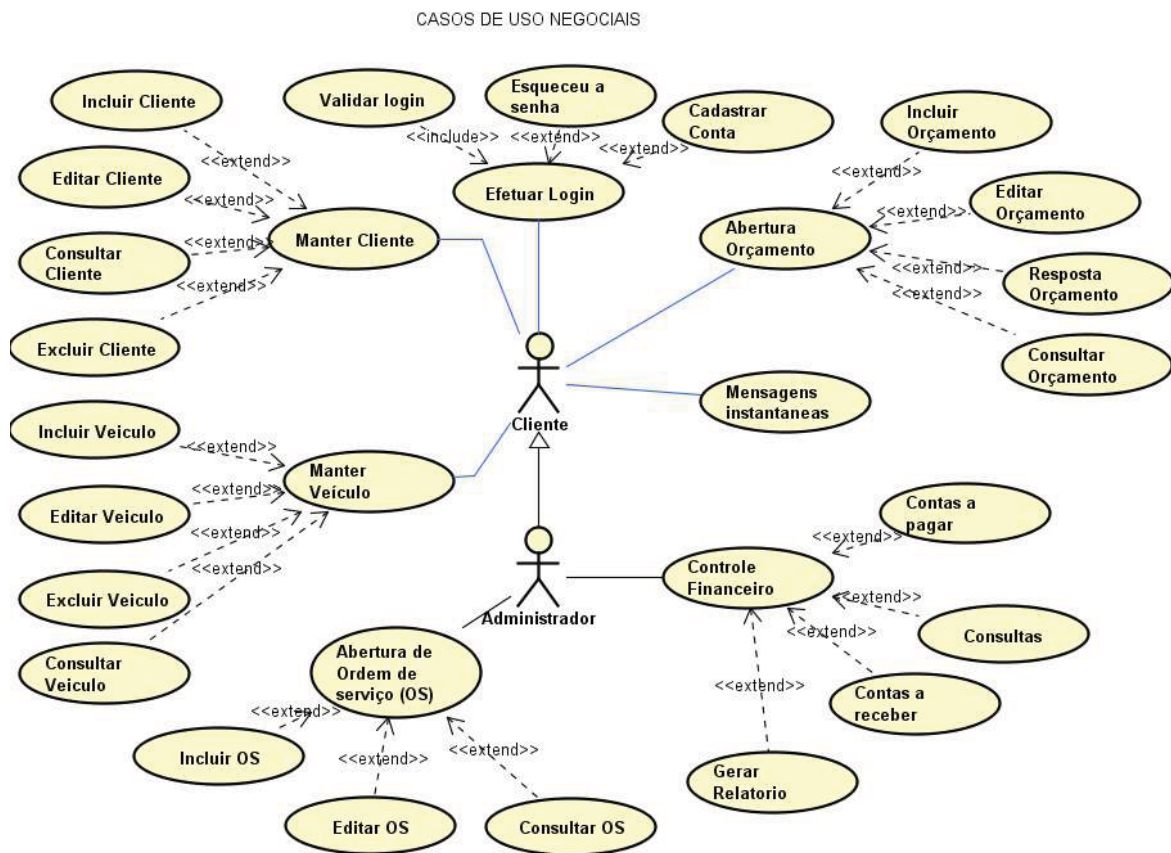 CASOS DE USO NEGOCIAIS
Incluir Cliente
Validar login
Esqueceu a
senha
Cadastrar
Conta
Incluir
Orçamento
<<extend>>
<<include>>
<<extend>>
<<extend>>
<<extend>>
Editar Cliente
<<extend>>
Efetuar Login
Editar
Orçamento
<<extend>>
Consultar
Cliente
<<extend>>
Manter Cliente
Abertura
Orçamento
<<extend>>
Resposta
Orçamento
<<extend>>
<<extend>>
Excluir Cliente
Consultar
Orçamento
Mensagens
instantaneas
Cliente
Incluir Veiculo
<<extend>>
Manter
Veículo
Editar Veiculo
<<extend>>
<<extend>>
<<extend>>
Excluir Veiculo
Consultar
Veiculo
Contas a
pagar
<<extend>>
Controle
Financeiro
<<extend>>
Consultas
<<extend>>
Contas a
receber
<<extend>>
Gerar
Relatorio
Administrador
Abertura de
Ordem de
serviço (OS)
<<extend>>
Incluir OS
<<extend>>
<<extend>>
Editar OS
Consultar OS